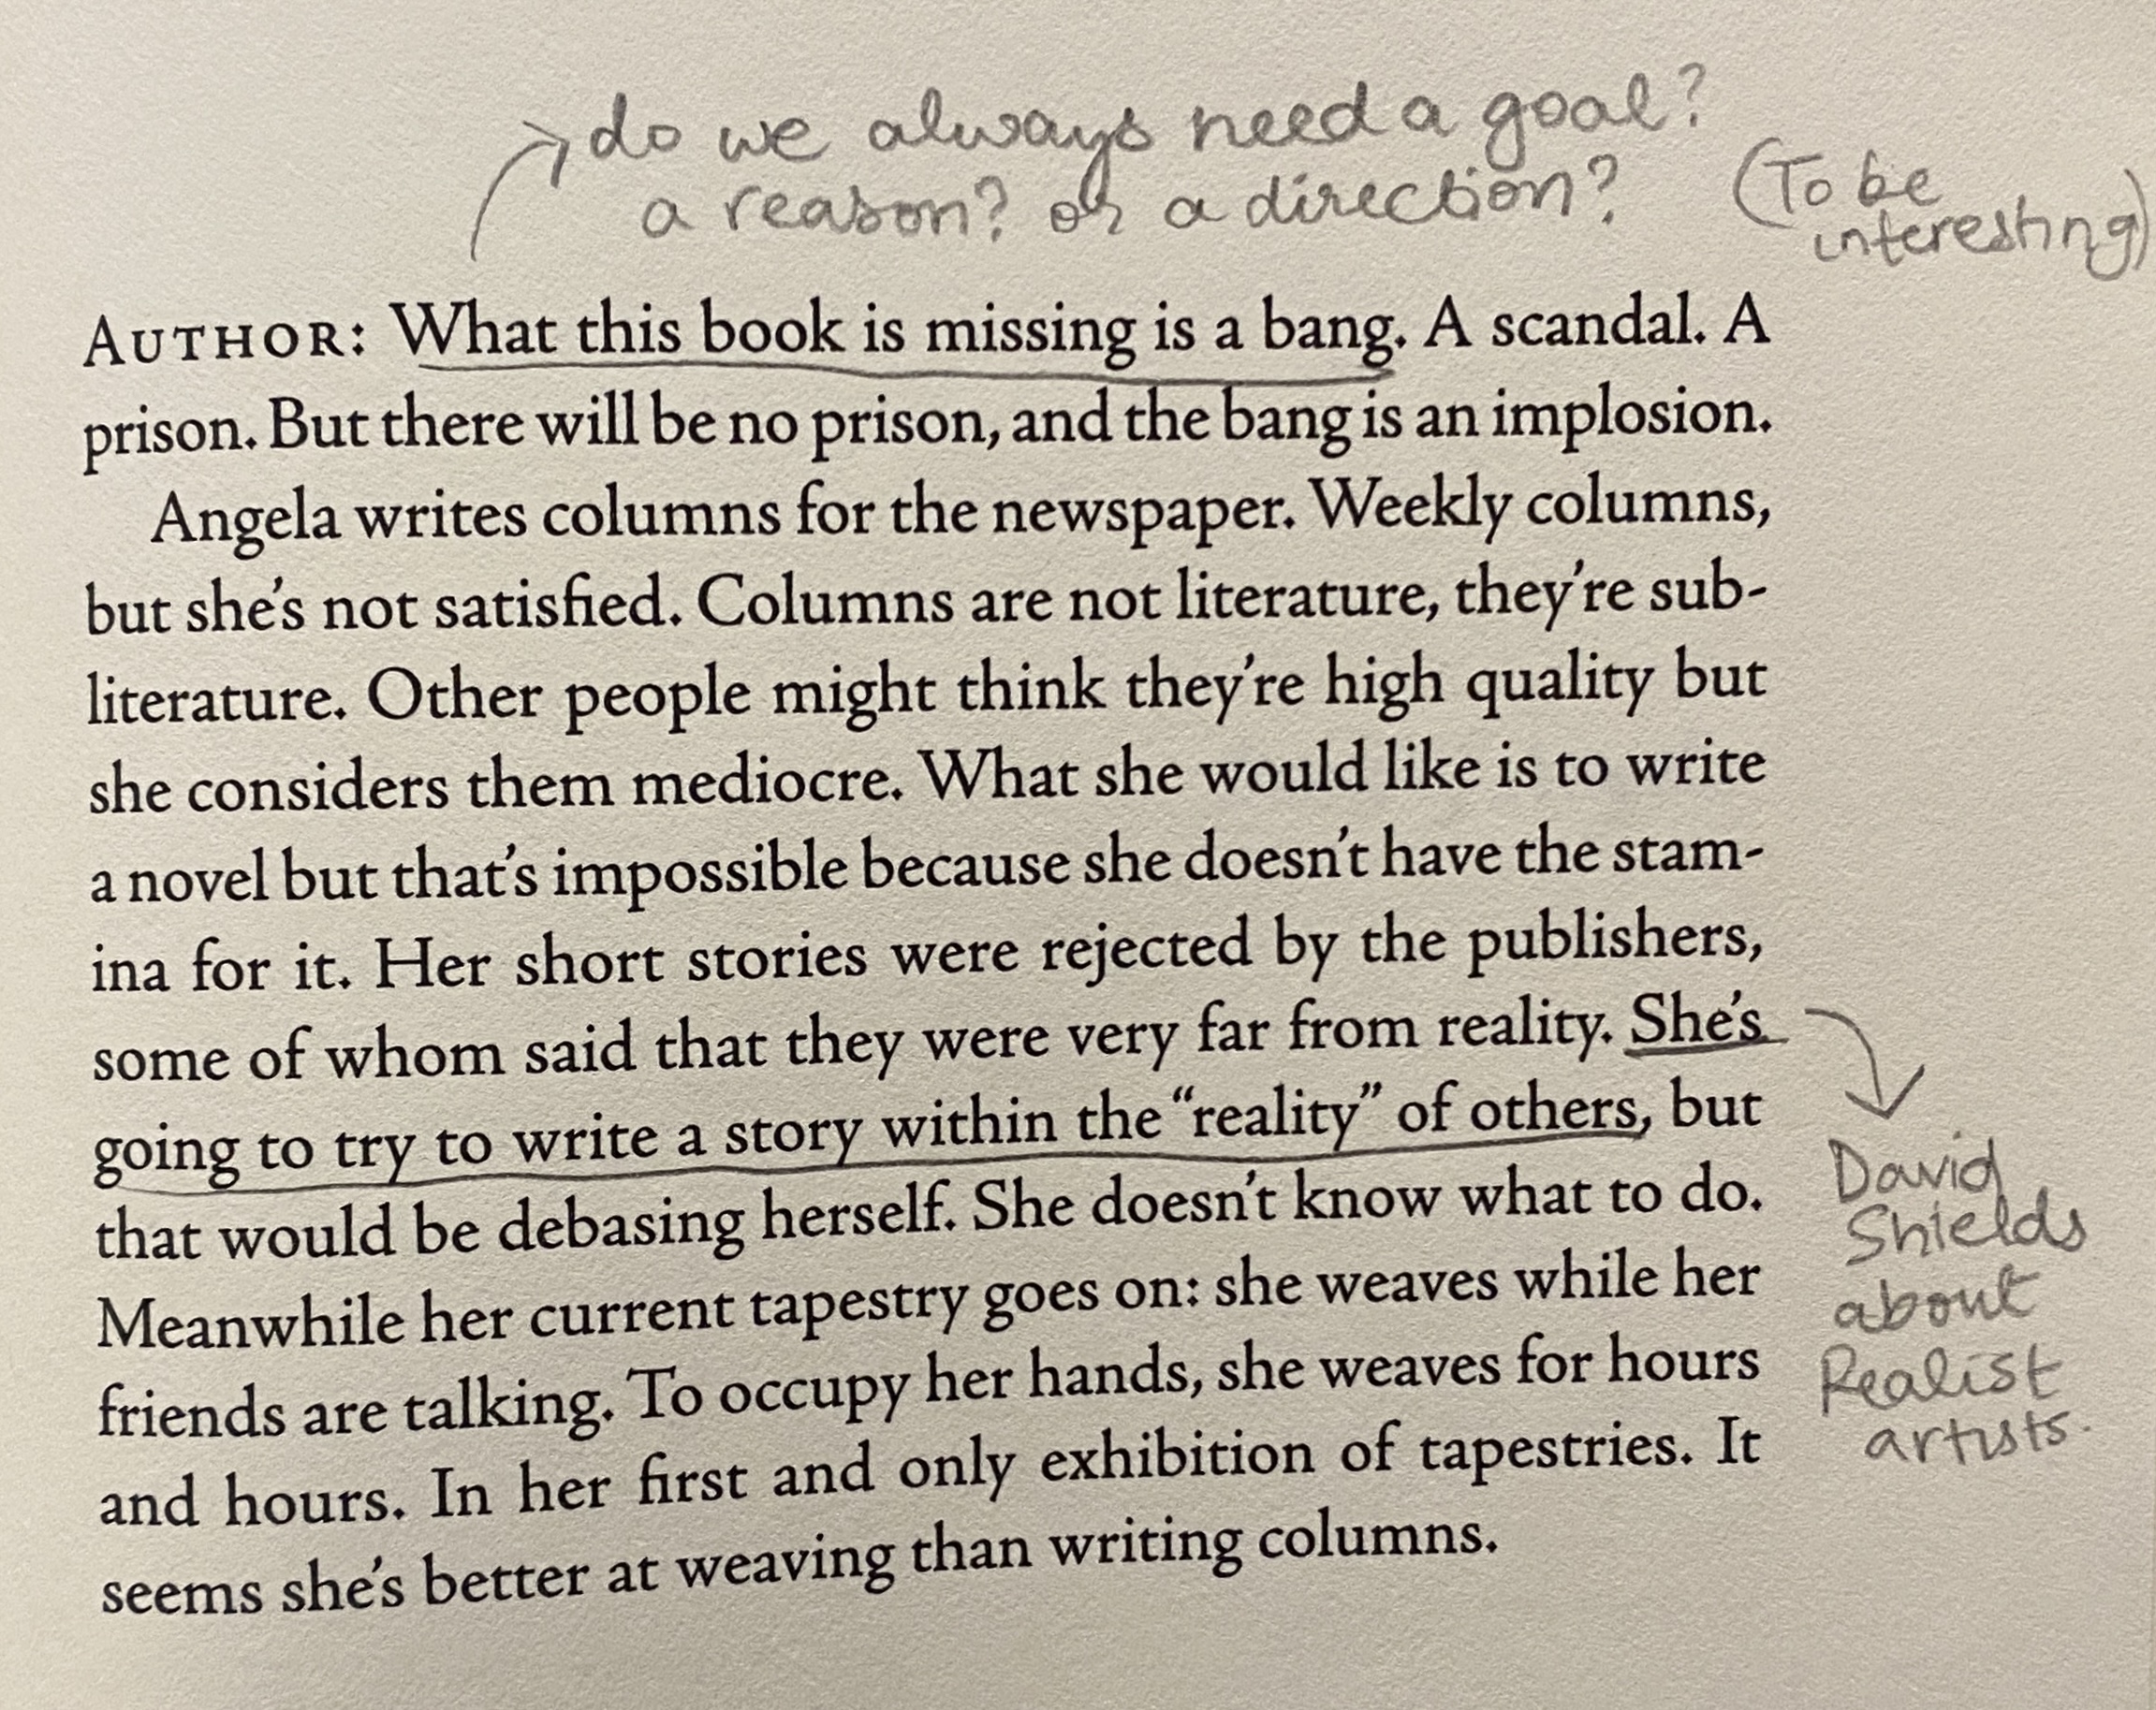 do we always need a goal?
a reason? or a direction?
(To be
interesting)
AUTHOR: What this book is missing is a bang. A scandal. A
prison. But there will be no prison, and the bang is an implosion.
Angela writes columns for the newspaper. Weekly columns,
but she's not satisfied. Columns are not literature, they're sub-
literature. Other people might think they're high quality but
she considers them mediocre. What she would like is to write
a novel but that's impossible because she doesn't have the stam-
ina for it. Her short stories were rejected by the publishers,
some of whom said that they were very far from reality. She's
going to try to write a story within the “reality” of others, but
that would be debasing herself. She doesn't know what to do.
Meanwhile her current tapestry goes on: she weaves while her
friends are talking. To occupy her hands, she weaves for hours
and hours. In her first and only exhibition of tapestries. It
seems she's better at weaving than writing columns.
David
Shields
about
Realist
artists.